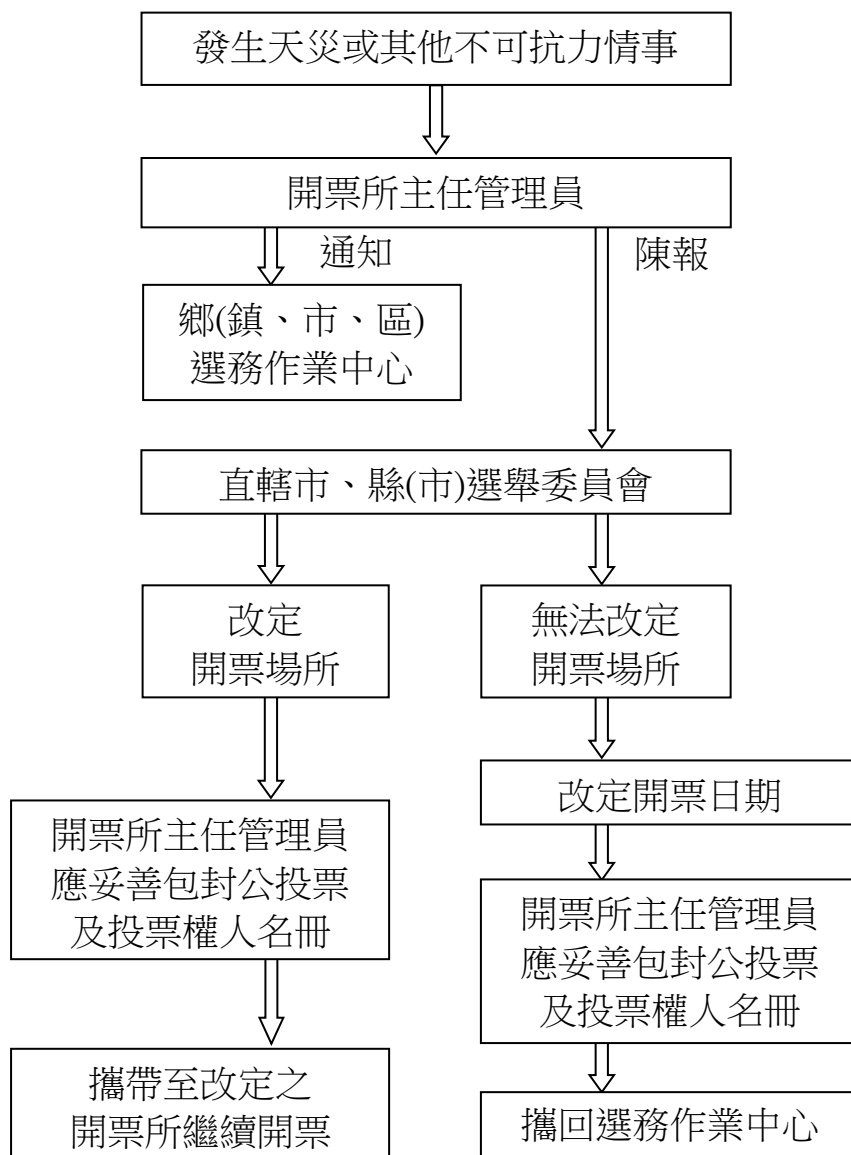 發生天災或其他不可抗力情事
開票所主任管理員
通知
陳報
鄉(鎮、市、區)
選務作業中心
直轄市、縣(市)選舉委員會
改定
開票場所
無法改定
開票場所
改定開票日期
開票所主任管理員
應妥善包封公投票
及投票權人名冊
開票所主任管理員
應妥善包封公投票
及投票權人名冊
攜帶至改定之
開票所繼續開票
攜回選務作業中心